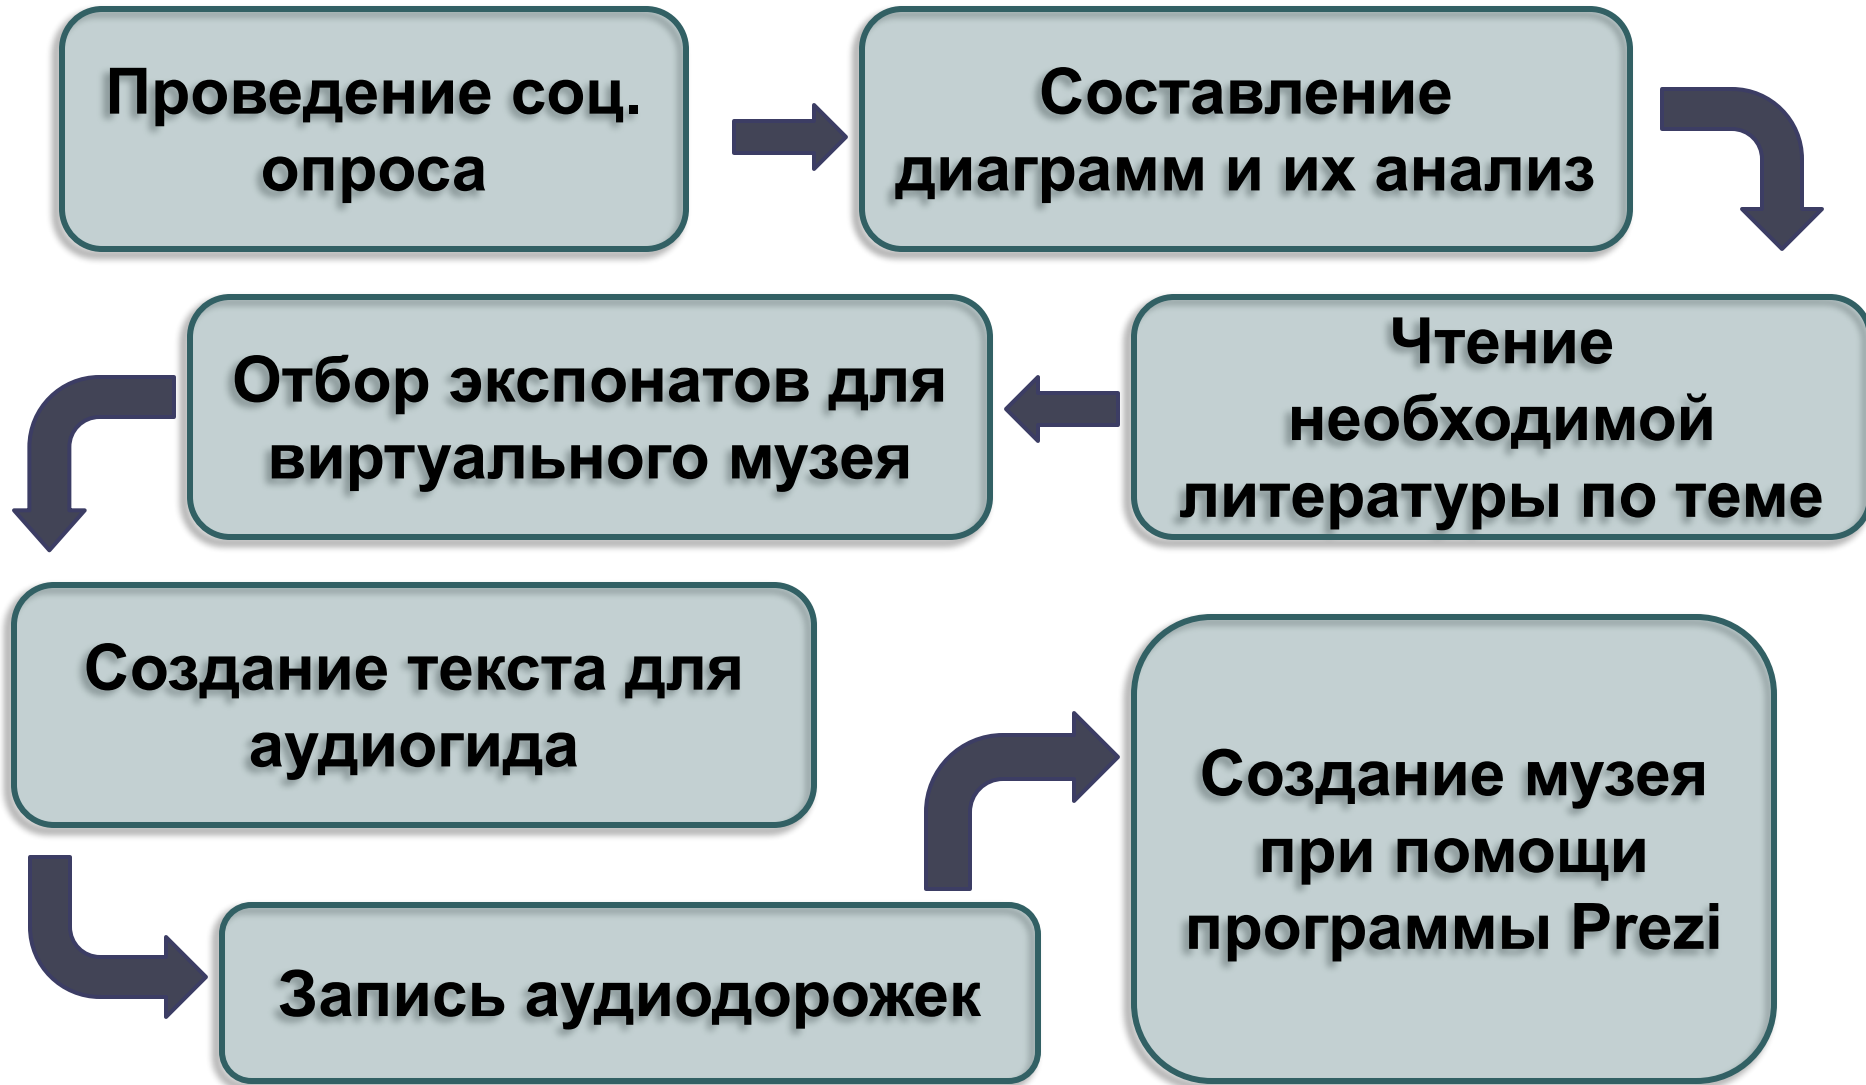 Проведение соц.
опроса
Составление
диаграмм и их анализ
Чтение
необходимой
литературы по теме
Отбор экспонатов для
виртуального музея
Создание текста для
аудиогида
Запись аудиодорожек
Создание музея
при помощи
программы Prezi